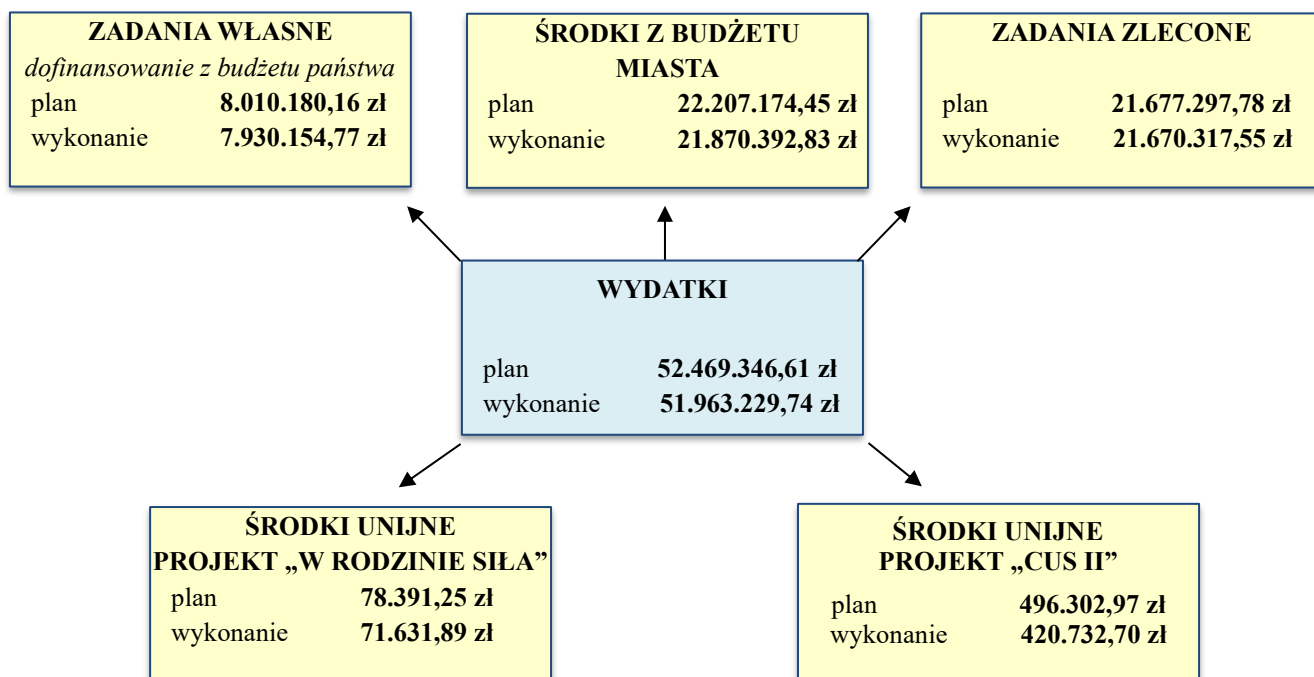 ZADANIA WŁASNE
dofinansowanie z budżetu państwa
plan 8.010.180,16 zł
wykonanie 7.930.154,77 zł
ŚRODKI Z BUDŻETU
MIASTA
plan 22.207.174,45 zł
wykonanie 21.870.392,83 zł
ZADANIA ZLECONE
plan 21.677.297,78 zł
wykonanie 21.670.317,55 zł
WYDATKI
plan 52.469.346,61 zł
wykonanie 51.963.229,74 zł
ŚRODKI UNIJNE
PROJEKT „W RODZINIE SIŁA”
plan 78.391,25 zł
wykonanie 71.631,89 zł
ŚRODKI UNIJNE
PROJEKT „CUS II”
plan 496.302,97 zł
wykonanie 420.732,70 zł